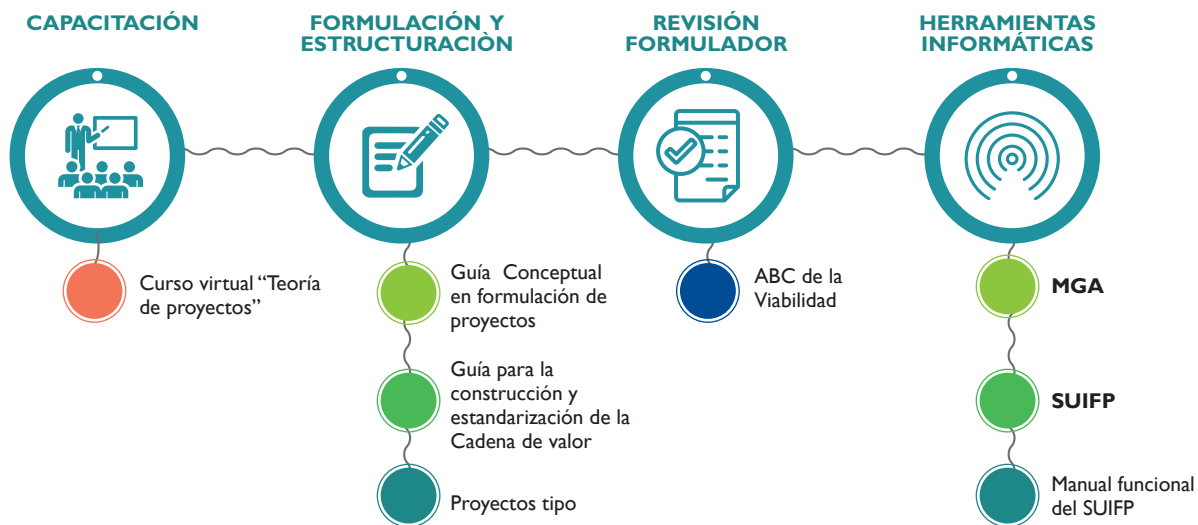 CAPACITACIÓN
FORMULACIÓN Y
ESTRUCTURACIÒN
REVISIÓN
FORMULADOR
HERRAMIENTAS
INFORMÁTICAS
Curso virtual “Teoría
de proyectos”
Guía Conceptual
en formulación de
proyectos
Guía para la
construcción y
estandarización de la
Cadena de valor
Proyectos tipo
ABC de la
Viabilidad
MGA
SUIFP
Manual funcional
del SUIFP